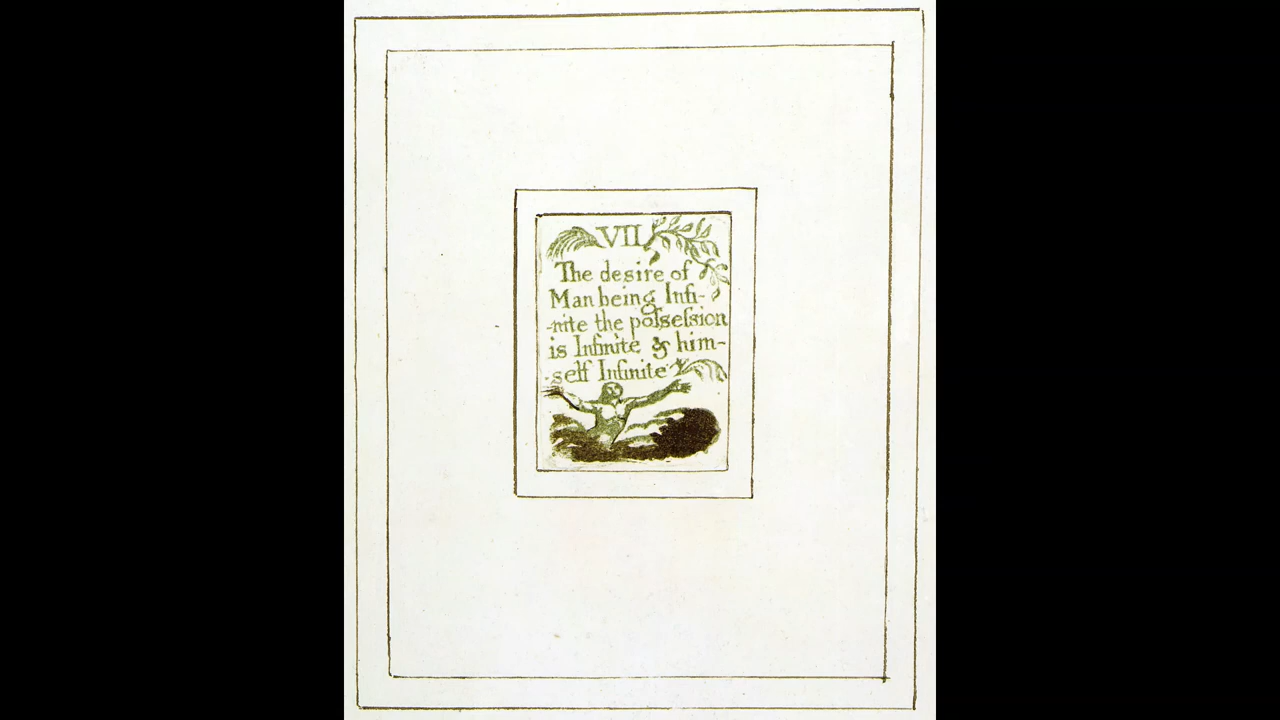 VII
The desire of
Man being Infi-
-nite the poſseſsion
is Infinite & him-
-self Infinite